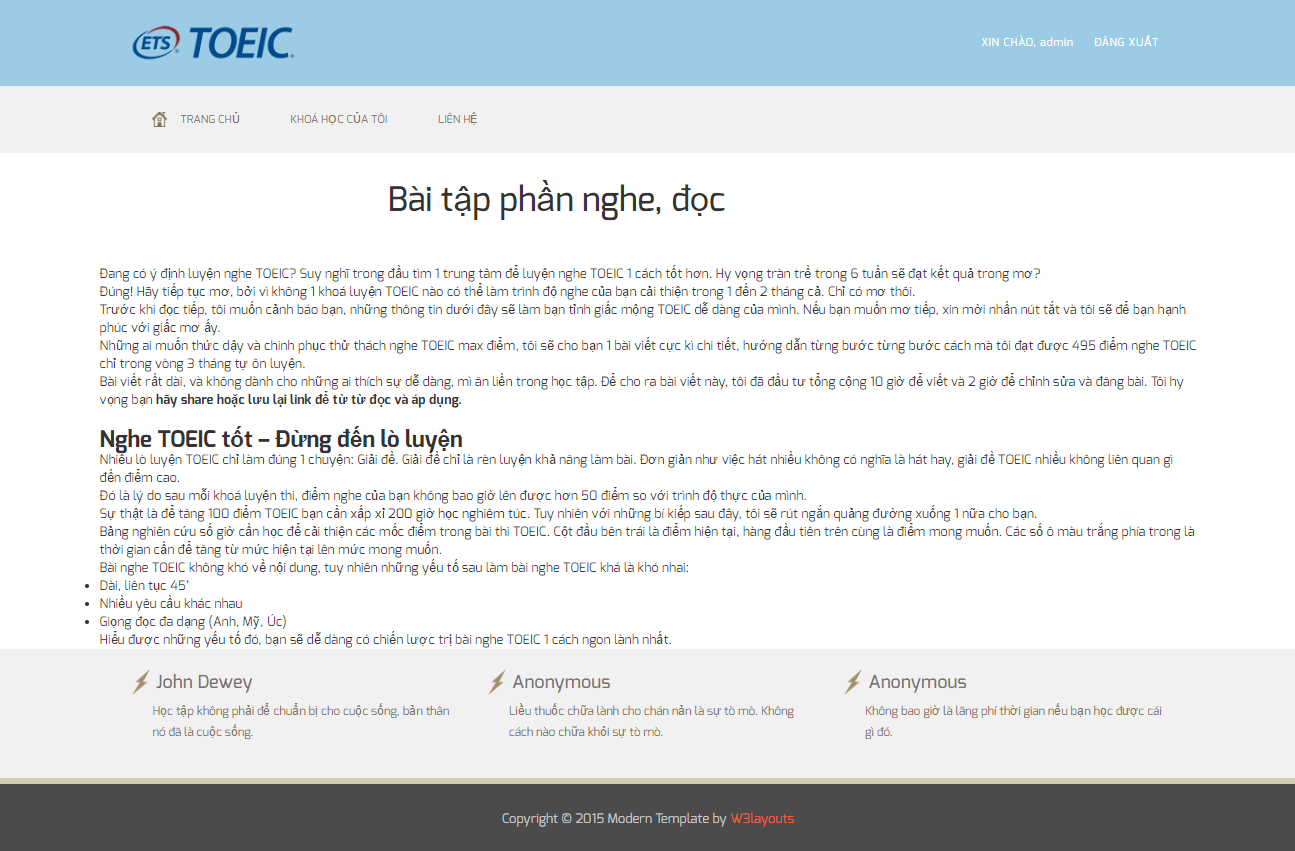 ETS TOEIC
XIN CHÀO, admin ĐĂNG XUẤT
TRANG CHỦ KHOÁ HỌC CỦA TÔI LIÊN HỆ
Bài tập phần nghe, đọc
Đang có ý định luyện nghe TOEIC? Suy nghĩ trong đầu tìm 1 trung tâm để luyện nghe TOEIC 1 cách tốt hơn. Hy vọng tràn trề trong 6 tuần sẽ đạt kết quả trong mơ?
Đúng! Hãy tiếp tục mơ, bởi vì không 1 khoá luyện TOEIC nào có thể làm trình độ nghe của bạn cải thiện trong 1 đến 2 tháng cả. Chỉ có mơ thôi.
Trước khi đọc tiếp, tôi muốn cảnh báo bạn, những thông tin dưới đây sẽ làm bạn tỉnh giấc mộng TOEIC dễ dàng của mình. Nếu bạn muốn mơ tiếp, xin mời nhấn nút tắt và tôi sẽ để bạn hạnh
phúc với giấc mơ ấy.
Những ai muốn thức dậy và chinh phục thử thách nghe TOEIC max điểm, tôi sẽ cho bạn 1 bài viết cực kì chi tiết, hướng dẫn từng bước từng bước cách mà tôi đạt được 495 điểm nghe TOEIC
chỉ trong vòng 3 tháng tự ôn luyện.
Bài viết rất dài, và không dành cho những ai thích sự dễ dàng, mì ăn liền trong học tập. Để cho ra bài viết này, tôi đã đầu tư tổng cộng 10 giờ để viết và 2 giờ để chỉnh sửa và đăng bài. Tôi hy
vọng bạn hãy share hoặc lưu lại link để từ từ đọc và áp dụng.
Nghe TOEIC tốt – Đừng đến lò luyện
Nhiều lò luyện TOEIC chỉ làm đúng 1 chuyện: Giải đề. Giải đề chỉ là rèn luyện khả năng làm bài. Đơn giản như việc hát nhiều không có nghĩa là hát hay, giải đề TOEIC nhiều không liên quan gì
đến điểm cao.
Đó là lý do sau mỗi khoá luyện thi, điểm nghe của bạn không bao giờ lên được hơn 50 điểm so với trình độ thực của mình.
Sự thật là để tăng 100 điểm TOEIC bạn cần xấp xỉ 200 giờ học nghiêm túc. Tuy nhiên với những bí kiếp sau đây, tôi sẽ rút ngắn quãng đường xuống 1 nữa cho bạn.
Bảng nghiên cứu số giờ cần học để cải thiện các mốc điểm trong bài thi TOEIC. Cột đầu bên trái là điểm hiện tại, hàng đầu tiên trên cùng là điểm mong muốn. Các số ô màu trắng phía trong là
thời gian cần để tăng từ mức hiện tại lên mức mong muốn.
Bài nghe TOEIC không khó về nội dung, tuy nhiên những yếu tố sau làm bài nghe TOEIC khá là khó nhai:
• Dài, liên tục 45'
• Nhiều yêu cầu khác nhau
• Giọng đọc đa dạng (Anh, Mỹ, Úc)
Hiểu được những yếu tố đó, bạn sẽ dễ dàng có chiến lược trị bài nghe TOEIC 1 cách ngon lành nhất.
John Dewey
Học tập không phải để chuẩn bị cho cuộc sống, bản thân
nó đã là cuộc sống.
Anonymous
Liều thuốc chữa lành cho chán nản là sự tò mò. Không
cách nào chữa khỏi sự tò mò.
Anonymous
Không bao giờ là lãng phí thời gian nếu bạn học được cái
gì đó.
Copyright © 2015 Modern Template by W3layouts